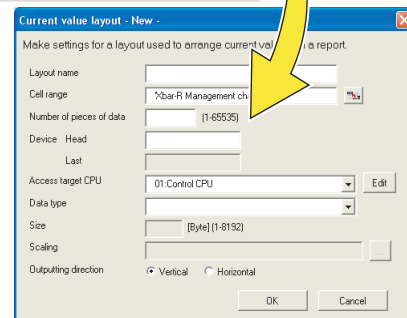 Current value layout - New -
Make settings for a layout used to arrange current val a report.
Layout name
Cell range 'Xbar-R Management ch
Number of pieces of data (1-65535)
Device Head
Last
Access target CPU 01:Control CPU Edit
Data type
Size [Byte] (1-8192)
Scaling ...
Outputting direction Vertical Horizontal
OK Cancel